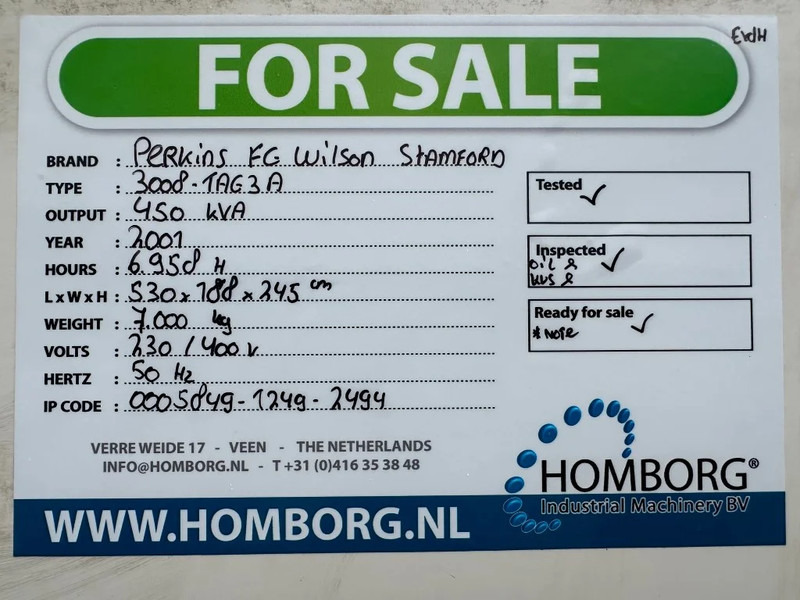 EvdH
FOR SALE
BRAND : Perkins FG Wilson Stamford
TYPE : 3008-TAG3A
OUTPUT : 450 kVA
YEAR : 2001
HOURS : 6.958 H
L x W x H : 530 x 188 x 245 cm
WEIGHT : 7.000 kg
VOLTS : 230 / 400 v
HERTZ : 50 Hz
IP CODE : 0005849-1249-2494
Tested ✓
Inspected ✓
oil &
Ready for sale ✓
* Note
VERRE WEIDE 17 - VEEN - THE NETHERLANDS
INFO@HOMBORG.NL - T +31 (0)416 35 38 48
HOMBORG®
Industrial Machinery BV
WWW.HOMBORG.NL